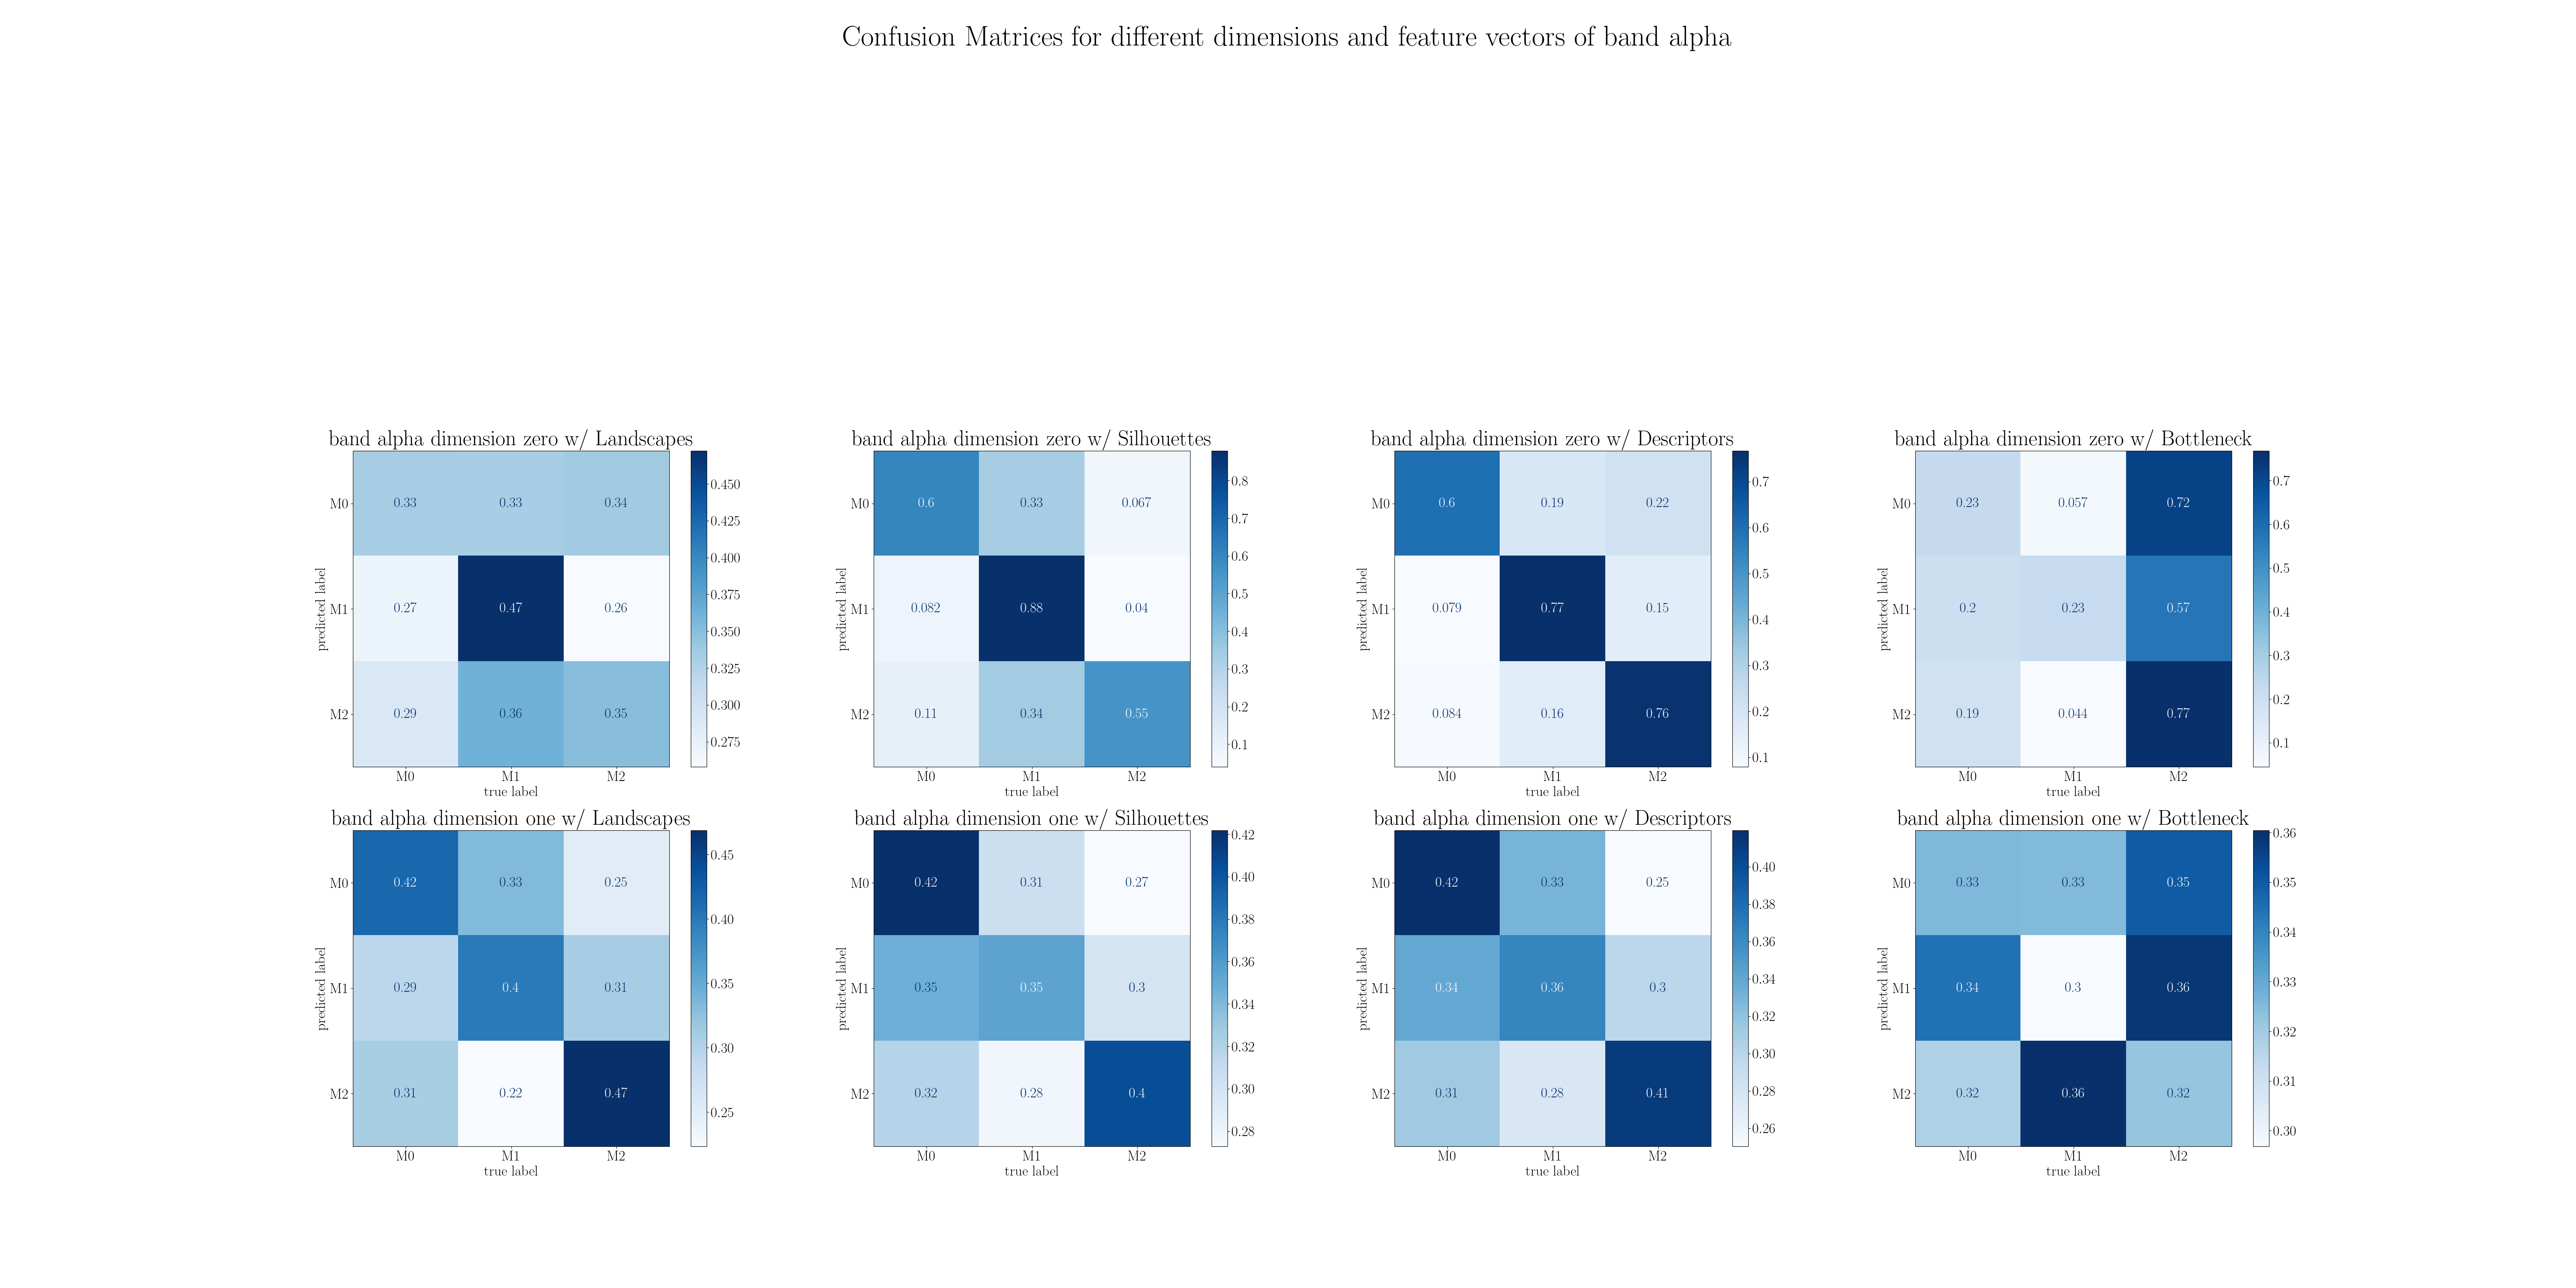 Confusion Matrices for different dimensions and feature vectors of band alpha
band alpha dimension zero w/ Landscapes
M0 0.33 0.33 0.34
M1 0.27 0.47 0.26
M2 0.29 0.36 0.35
M0 M1 M2
true label
predicted label
0.450
0.425
0.400
0.375
0.350
0.325
0.300
0.275
band alpha dimension zero w/ Silhouettes
M0 0.6 0.33 0.067
M1 0.082 0.88 0.04
M2 0.11 0.34 0.55
M0 M1 M2
true label
predicted label
0.8
0.7
0.6
0.5
0.4
0.3
0.2
0.1
band alpha dimension zero w/ Descriptors
M0 0.6 0.19 0.22
M1 0.079 0.77 0.15
M2 0.084 0.16 0.76
M0 M1 M2
true label
predicted label
0.7
0.6
0.5
0.4
0.3
0.2
0.1
band alpha dimension zero w/ Bottleneck
M0 0.23 0.057 0.72
M1 0.2 0.23 0.57
M2 0.19 0.044 0.77
M0 M1 M2
true label
predicted label
0.7
0.6
0.5
0.4
0.3
0.2
0.1
band alpha dimension one w/ Landscapes
M0 0.42 0.33 0.25
M1 0.29 0.4 0.31
M2 0.31 0.22 0.47
M0 M1 M2
true label
predicted label
0.45
0.40
0.35
0.30
0.25
band alpha dimension one w/ Silhouettes
M0 0.42 0.31 0.27
M1 0.35 0.35 0.3
M2 0.32 0.28 0.4
M0 M1 M2
true label
predicted label
0.42
0.40
0.38
0.36
0.34
0.32
0.30
0.28
band alpha dimension one w/ Descriptors
M0 0.42 0.33 0.25
M1 0.34 0.36 0.3
M2 0.31 0.28 0.41
M0 M1 M2
true label
predicted label
0.40
0.38
0.36
0.34
0.32
0.30
0.28
0.26
band alpha dimension one w/ Bottleneck
M0 0.33 0.33 0.35
M1 0.34 0.3 0.36
M2 0.32 0.36 0.32
M0 M1 M2
true label
predicted label
0.36
0.35
0.34
0.33
0.32
0.31
0.30